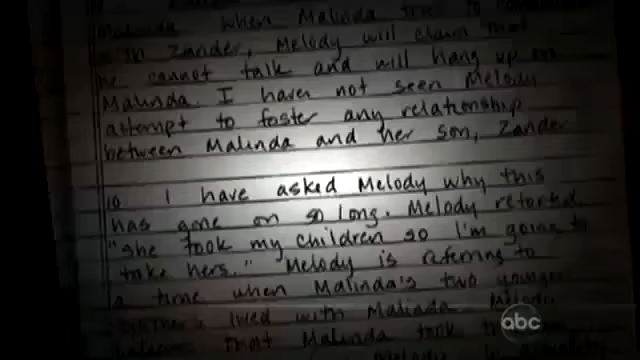 Malinda when Malinda tries to
Zander, Melody will claim that
he cannot talk and will hang up on
Malinda. I haven not seen Melody
attempt to foster any relationship
between Malinda and her son, Zander
10 I have asked Melody why this
has gone on so long. Melody retorted
"she took my children so I'm going to
take hers." Melody is referring to
a time when Malinda's two younger
lived with Malinda. Melody
that Malinda took
abc